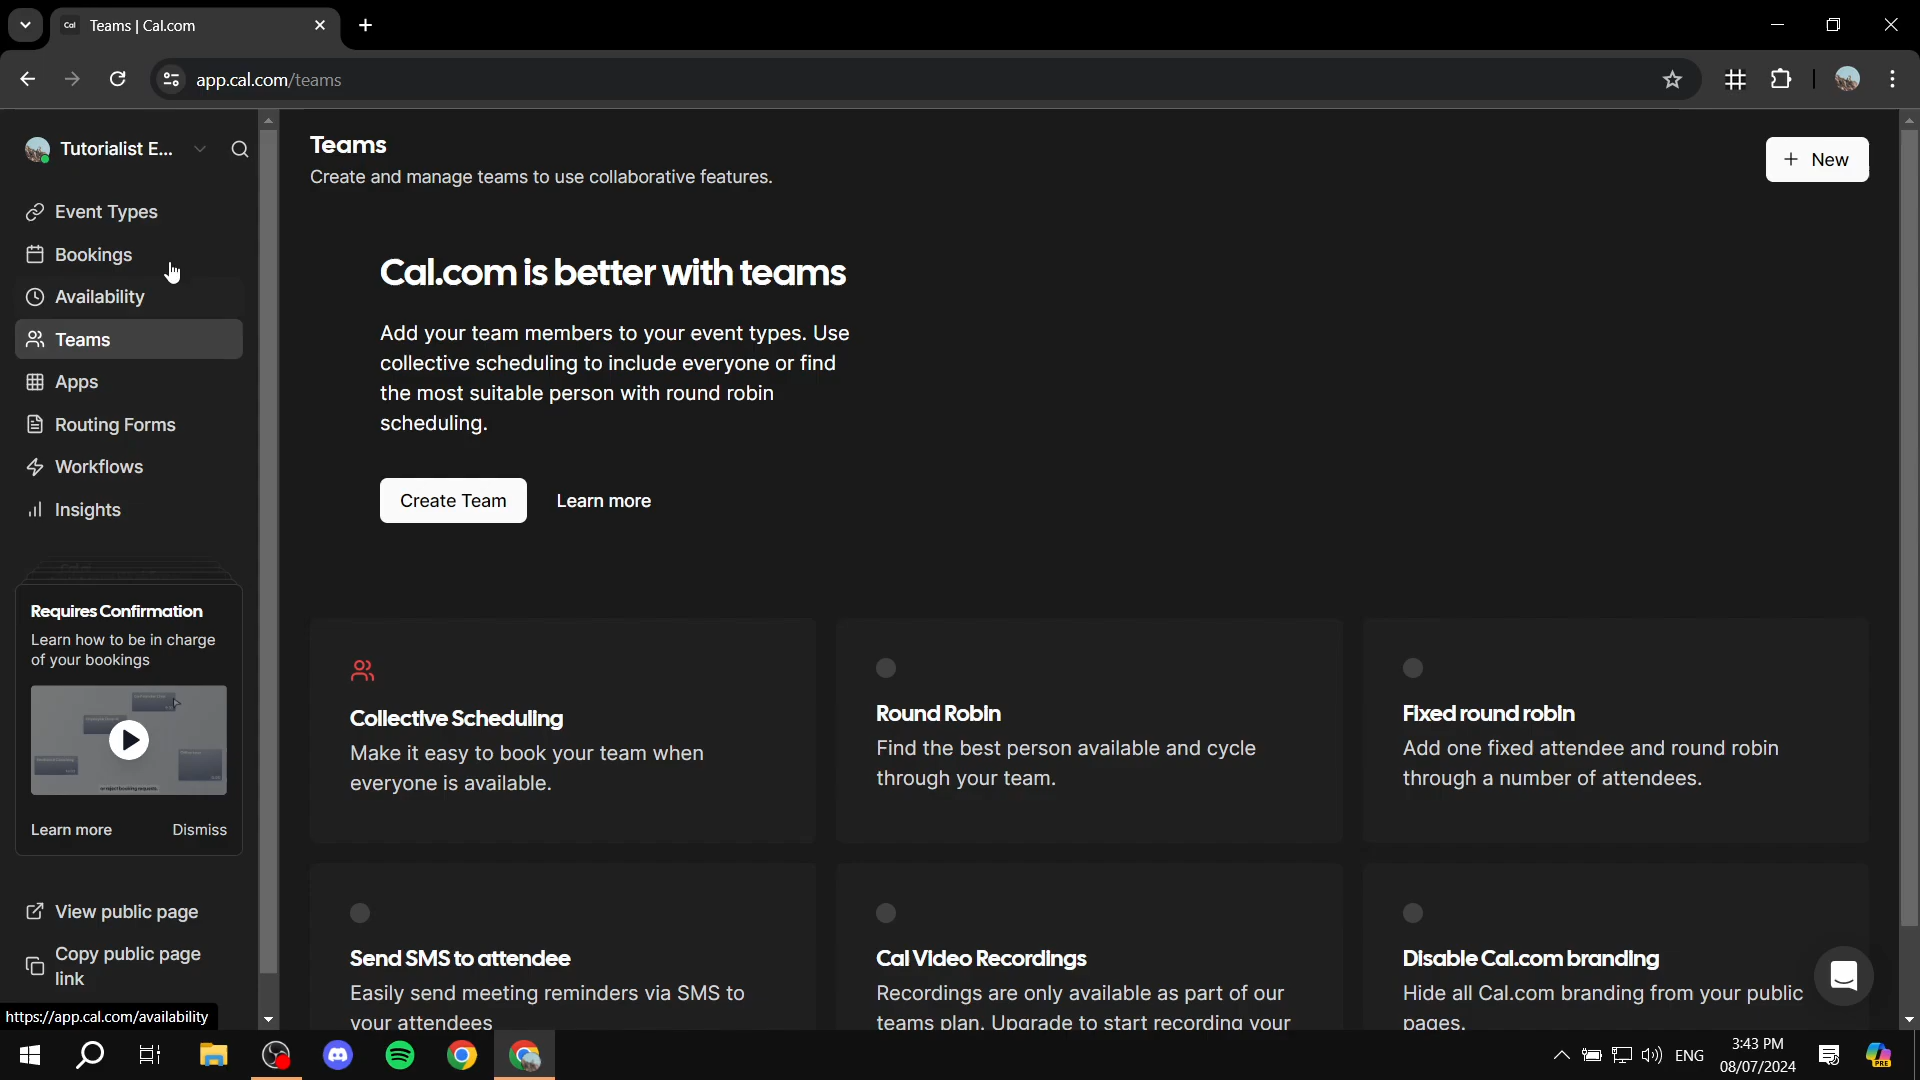 Cal Teams | Cal.com
app.cal.com/teams
Tutorialist E...
Event Types
Bookings
Availability
Teams
Apps
Routing Forms
Workflows
Insights
Requires Confirmation
Learn how to be in charge
of your bookings
or reject booking requests.
Learn more Dismiss
View public page
Copy public page
link
https://app.cal.com/availability
Teams
Create and manage teams to use collaborative features.
+ New
Cal.com is better with teams
Add your team members to your event types. Use
collective scheduling to include everyone or find
the most suitable person with round robin
scheduling.
Create Team Learn more
Collective Scheduling
Make it easy to book your team when
everyone is available.
Round Robin
Find the best person available and cycle
through your team.
Fixed round robin
Add one fixed attendee and round robin
through a number of attendees.
Send SMS to attendee
Easily send meeting reminders via SMS to
your attendees
Cal Video Recordings
Recordings are only available as part of our
teams plan. Upgrade to start recording your
Disable Cal.com branding
Hide all Cal.com branding from your public
pages.
ENG
3:43 PM
08/07/2024
PRE